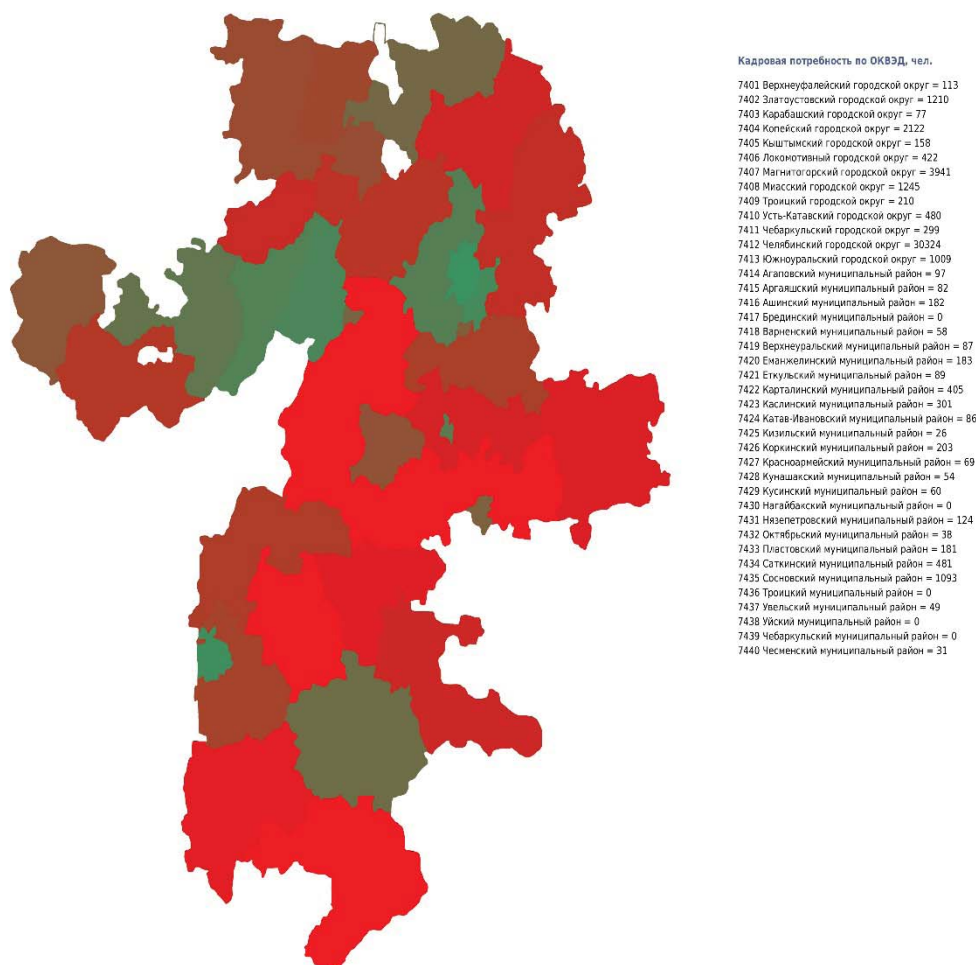 Кадровая потребность по ОКВЭД, чел.
7401 Верхнеуфалейский городской округ = 113
7402 Златоустовский городской округ = 1210
7403 Карабашский городской округ = 77
7404 Копейский городской округ = 2122
7405 Кыштымский городской округ = 158
7406 Локомотивный городской округ = 422
7407 Магнитогорский городской округ = 3941
7408 Миасский городской округ = 1245
7409 Троицкий городской округ = 210
7410 Усть-Катавский городской округ = 480
7411 Чебаркульский городской округ = 299
7412 Челябинский городской округ = 30324
7413 Южноуральский городской округ = 1009
7414 Агаповский муниципальный район = 97
7415 Аргаяшский муниципальный район = 82
7416 Ашинский муниципальный район = 182
7417 Брединский муниципальный район = 0
7418 Варненский муниципальный район = 58
7419 Верхнеуральский муниципальный район = 87
7420 Еманжелинский муниципальный район = 183
7421 Еткульский муниципальный район = 89
7422 Карталинский муниципальный район = 405
7423 Каслинский муниципальный район = 301
7424 Катав-Ивановский муниципальный район = 86
7425 Кизильский муниципальный район = 26
7426 Коркинский муниципальный район = 203
7427 Красноармейский муниципальный район = 69
7428 Кунашакский муниципальный район = 54
7429 Кусинский муниципальный район = 60
7430 Нагайбакский муниципальный район = 0
7431 Нязепетровский муниципальный район = 124
7432 Октябрьский муниципальный район = 38
7433 Пластовский муниципальный район = 181
7434 Саткинский муниципальный район = 481
7435 Сосновский муниципальный район = 1093
7436 Троицкий муниципальный район = 0
7437 Увельский муниципальный район = 49
7438 Уйский муниципальный район = 0
7439 Чебаркульский муниципальный район = 0
7440 Чесменский муниципальный район = 31